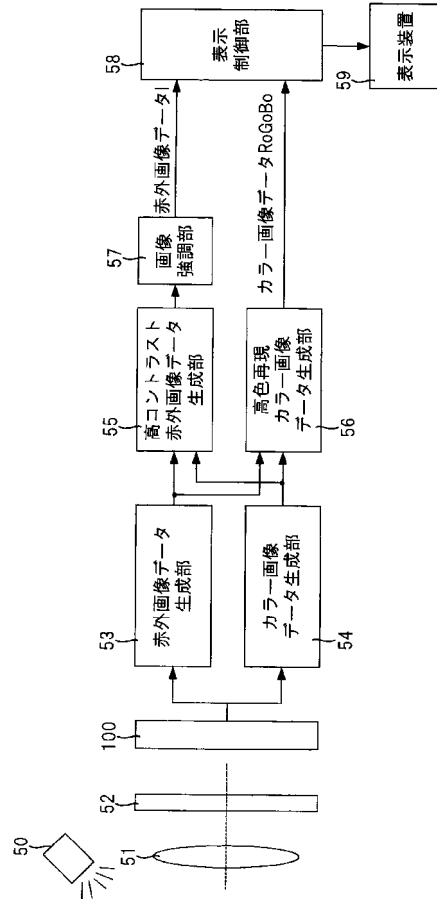 50
51
52
100
53
赤外画像データ
生成部
カラー画像
データ生成部
54
55
高コントラスト
赤外画像データ
生成部
高色再現
カラー画像
データ生成部
56
57
画像
強調部
赤外画像データI
カラー画像データRoGoBo
58
表示
制御部
59
表示装置